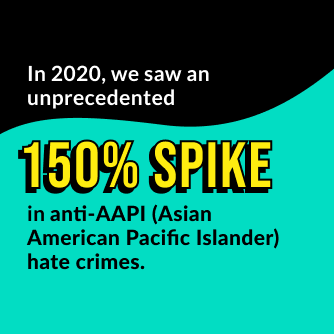 In 2020, we saw an
unprecedented
150% SPIKE
in anti-AAPI (Asian
American Pacific Islander)
hate crimes.